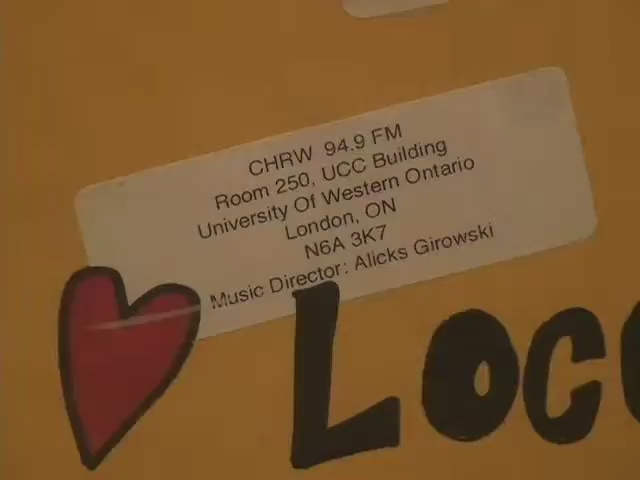 CHRW 94.9 FM
Room 250, UCC Building
University Of Western Ontario
London, ON
N6A 3K7
Music Director: Alicks Girowski